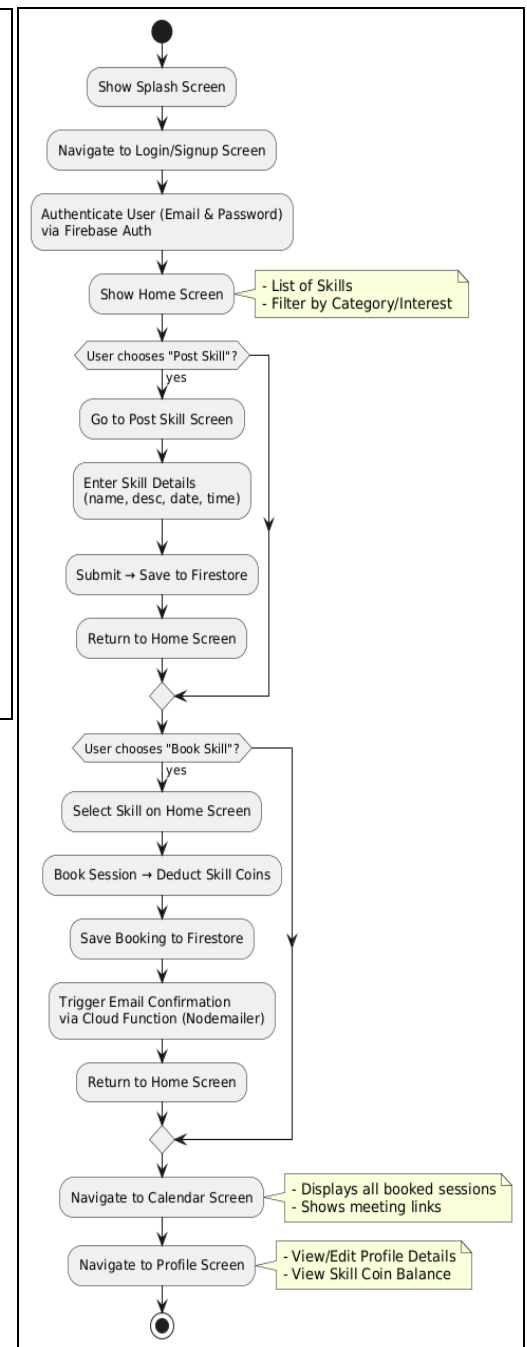 Show Splash Screen
Navigate to Login/Signup Screen
Authenticate User (Email & Password)
via Firebase Auth
Show Home Screen
- List of Skills
- Filter by Category/Interest
User chooses "Post Skill"?
yes
Go to Post Skill Screen
Enter Skill Details
(name, desc, date, time)
Submit → Save to Firestore
Return to Home Screen
User chooses "Book Skill"?
yes
Select Skill on Home Screen
Book Session → Deduct Skill Coins
Save Booking to Firestore
Trigger Email Confirmation
via Cloud Function (Nodemailer)
Return to Home Screen
Navigate to Calendar Screen
- Displays all booked sessions
- Shows meeting links
Navigate to Profile Screen
- View/Edit Profile Details
- View Skill Coin Balance